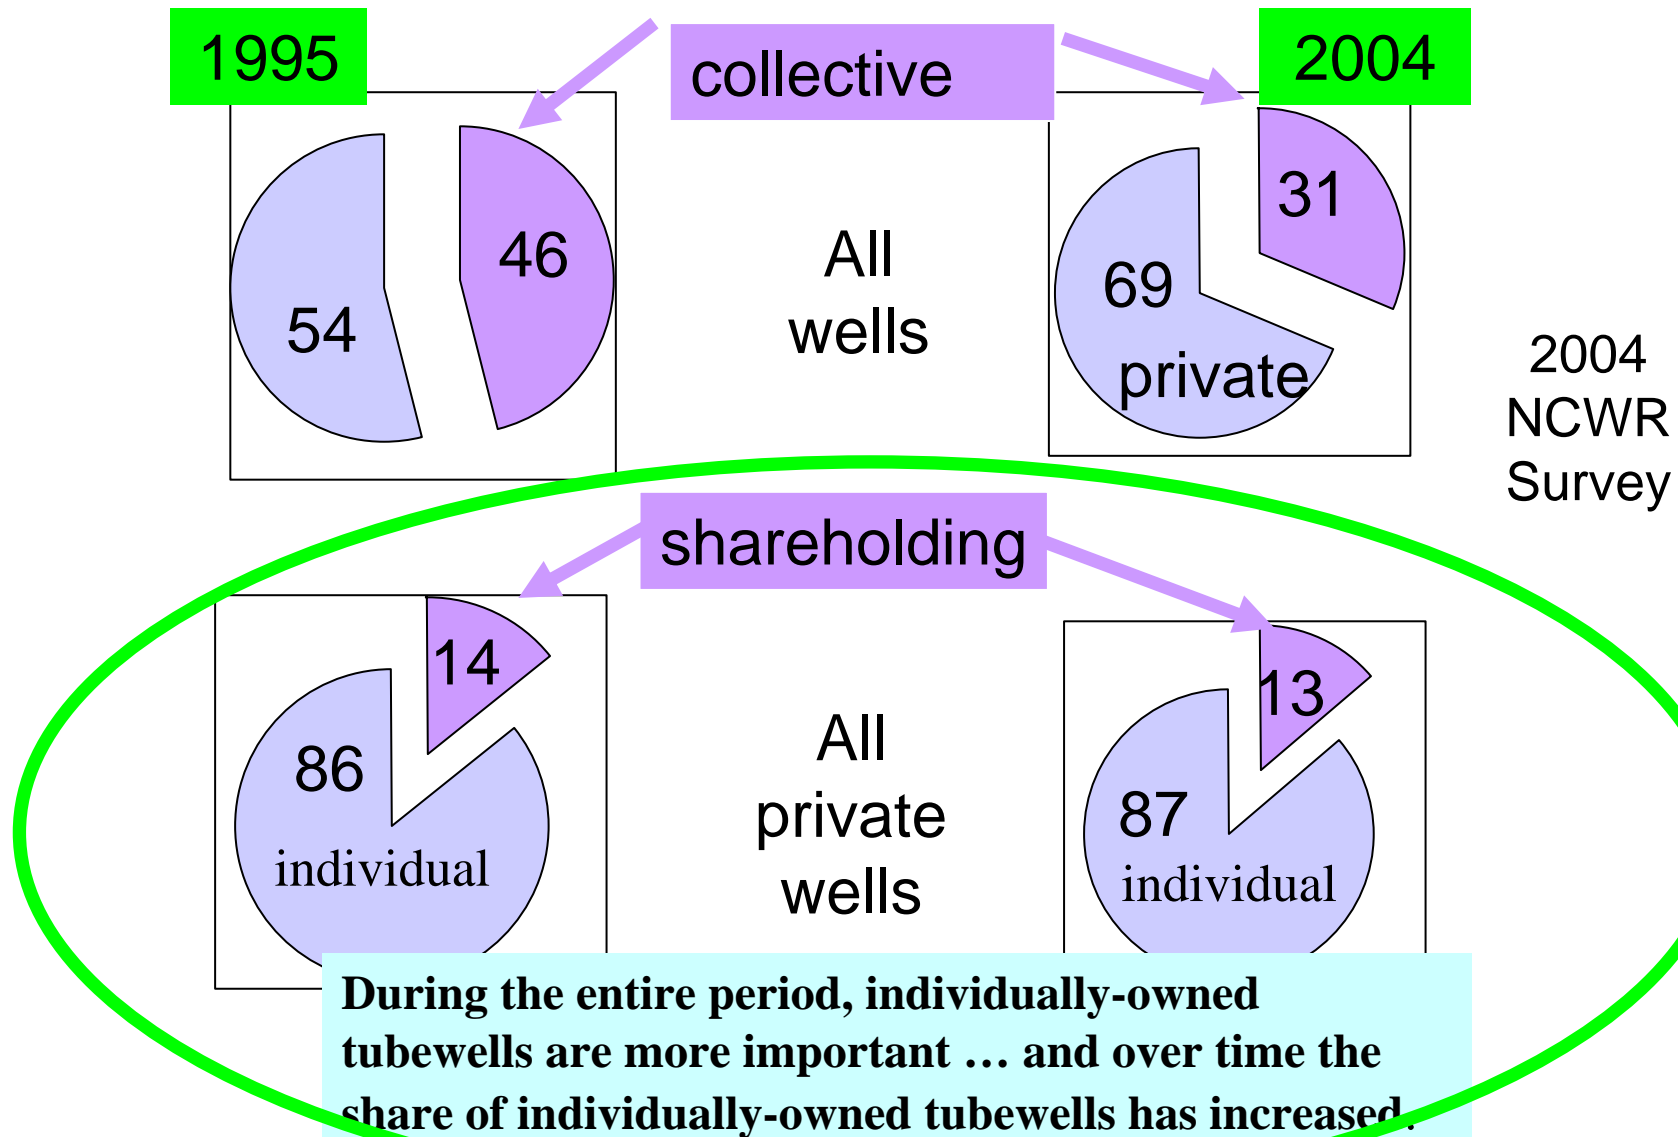 1995
collective
2004
46
54
All
wells
31
69
private
2004
NCWR
Survey
shareholding
14
86
individual
All
private
wells
13
87
individual
During the entire period, individually-owned
tubewells are more important … and over time the
share of individually-owned tubewells has increased.